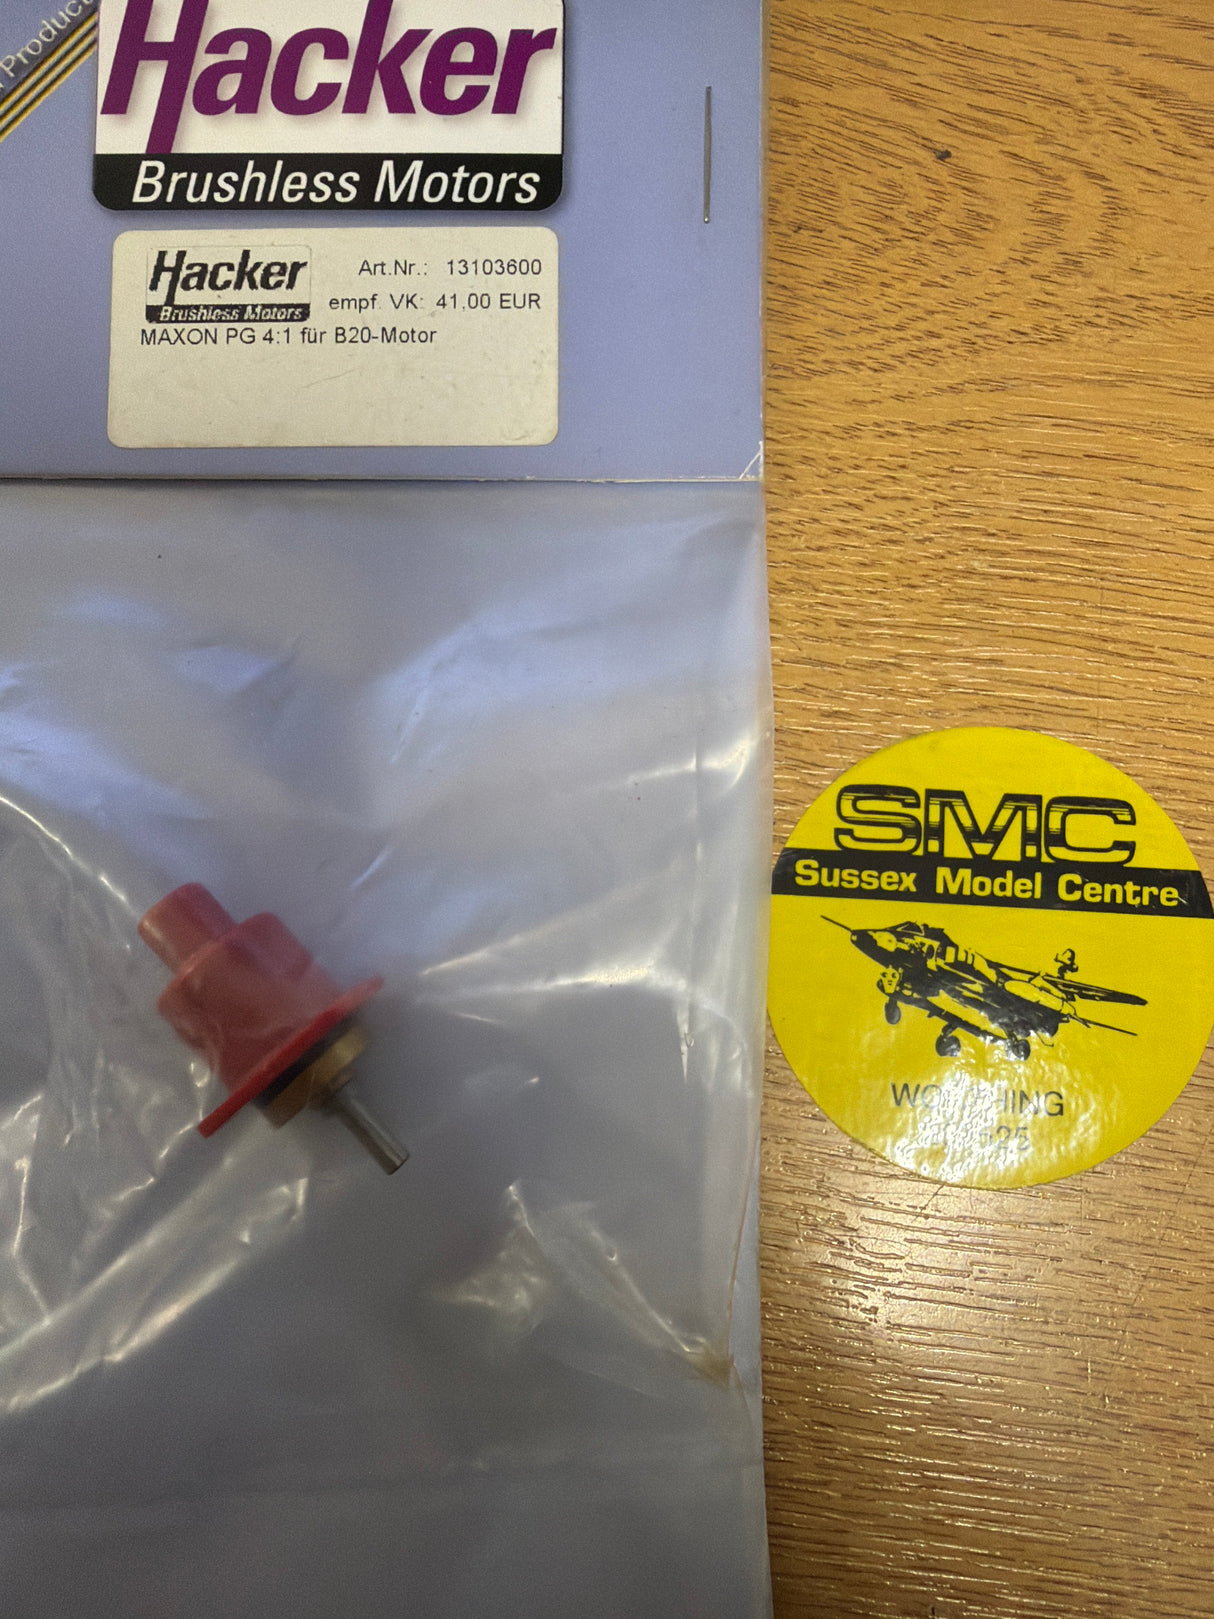 Product
Hacker
Brushless Motors
Hacker
Brushless Motors
Art.Nr.: 13103600
empf. VK: 41,00 EUR
MAXON PG 4:1 für B20-Motor
SMC
Sussex Model Centre